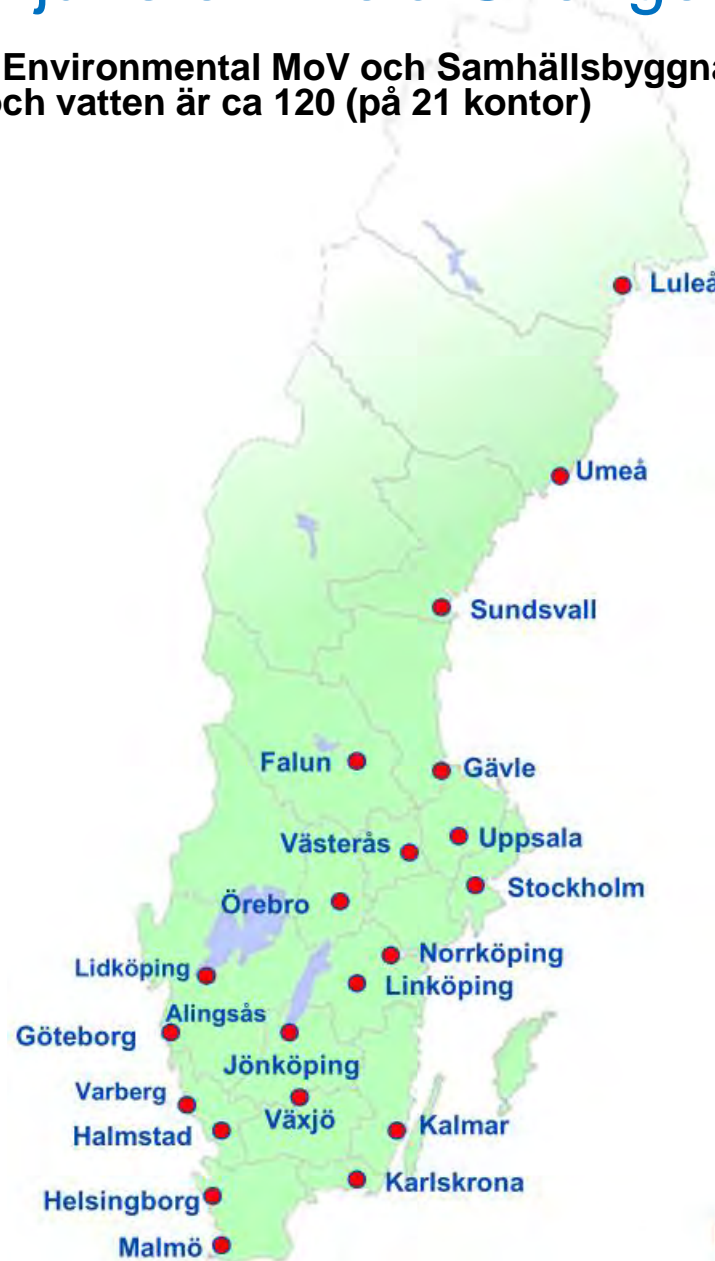 Environmental MoV och Samhällsbyggna
och vatten är ca 120 (på 21 kontor)
Luleå
Umeå
Sundsvall
Falun
Gävle
Västerås
Uppsala
Örebro
Stockholm
Norrköping
Lidköping
Linköping
Alingsås
Göteborg
Jönköping
Varberg
Växjö
Halmstad
Kalmar
Karlskrona
Helsingborg
Malmö